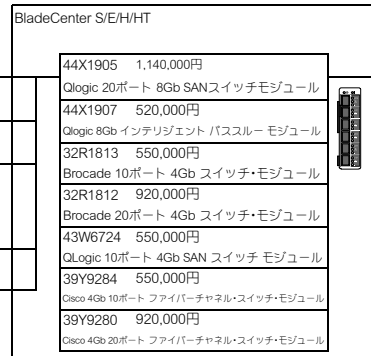 BladeCenter S/E/H/HT
44X1905 1,140,000円
Qlogic 20ポート 8Gb SANスイッチモジュール
44X1907 520,000円
Qlogic 8Gb インテリジェント パススルー モジュール
32R1813 550,000円
Brocade 10ポート 4Gb スイッチ・モジュール
32R1812 920,000円
Brocade 20ポート 4Gb スイッチ・モジュール
43W6724 550,000円
QLogic 10ポート 4Gb SAN スイッチ モジュール
39Y9284 550,000円
Cisco 4Gb 10ポート ファイバーチャネル・スイッチ・モジュール
39Y9280 920,000円
Cisco 4Gb 20ポート ファイバーチャネル・スイッチ・モジュール